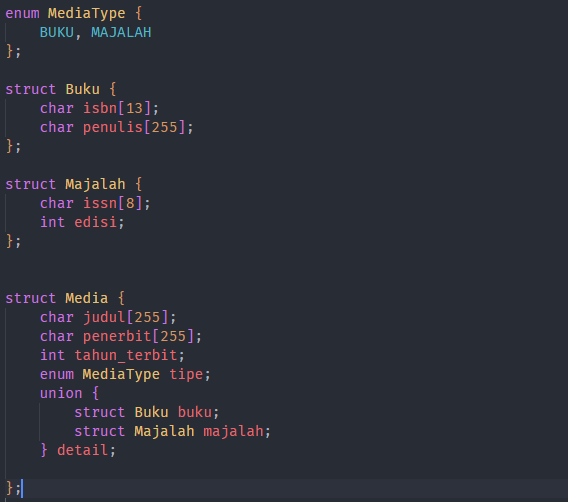 enum MediaType {
    BUKU, MAJALAH
};
struct Buku {
    char isbn[13];
    char penulis[255];
};
struct Majalah {
    char issn[8];
    int edisi;
};
struct Media {
    char judul[255];
    char penerbit[255];
    int tahun_terbit;
    enum MediaType tipe;
    union {
        struct Buku buku;
        struct Majalah majalah;
    } detail;
};